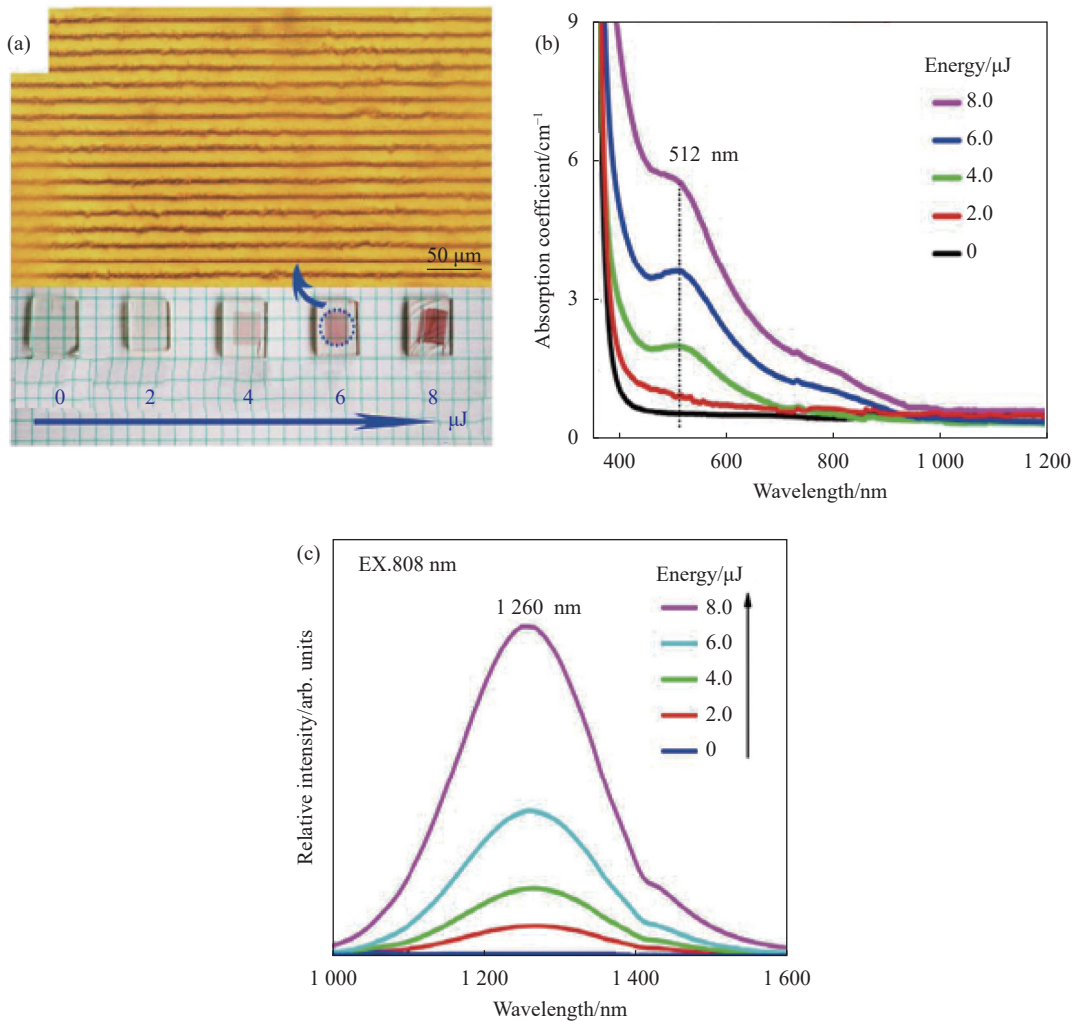 (a)
50 μm
0 2 4 6 8
μJ
(b)
Absorption coefficient/cm⁻¹
9
6
3
0
512 nm
Energy/μJ
8.0
6.0
4.0
2.0
0
400 600 800 1 000 1 200
Wavelength/nm
(c)
EX.808 nm
1 260 nm
Relative intensity/arb. units
Energy/μJ
8.0
6.0
4.0
2.0
0
1 000 1 200 1 400 1 600
Wavelength/nm